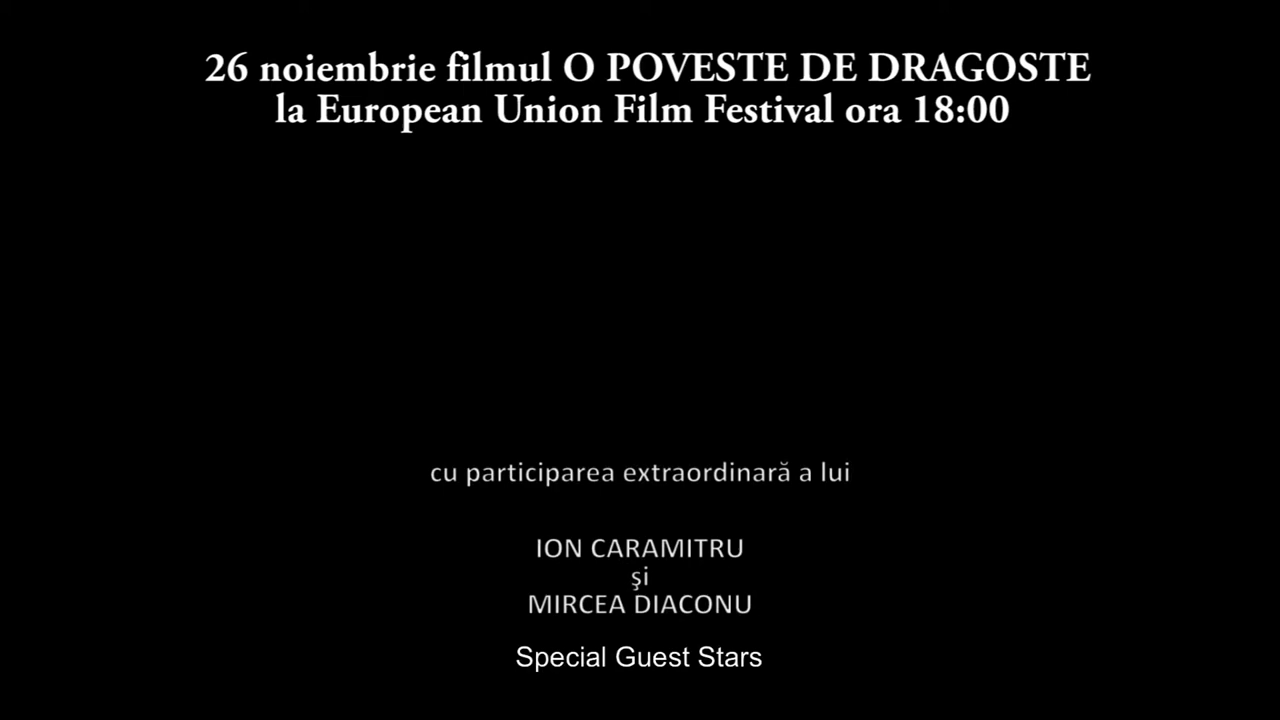 26 noiembrie filmul O POVESTE DE DRAGOSTE
la European Union Film Festival ora 18:00
cu participarea extraordinară a lui
ION CARAMITRU
şi
MIRCEA DIACONU
Special Guest Stars